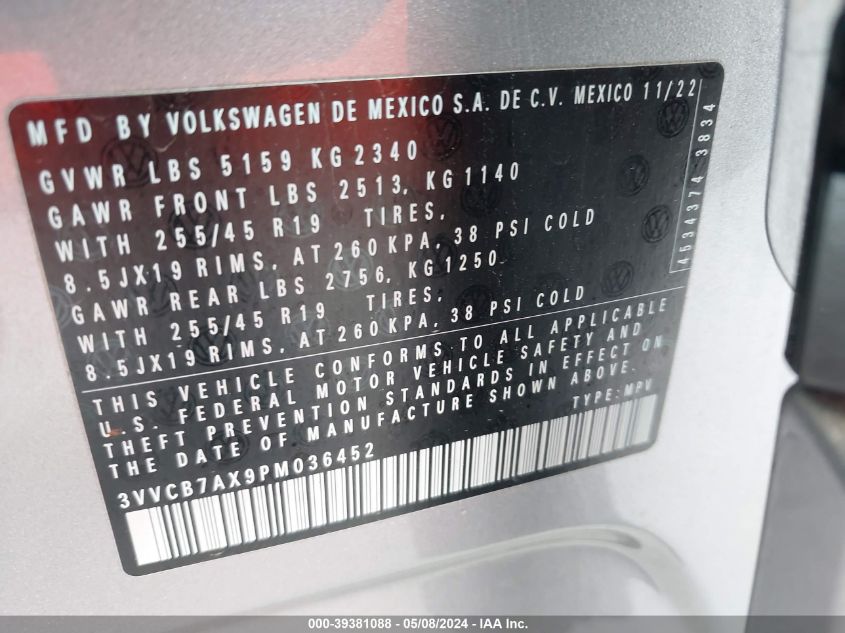 MFD BY VOLKSWAGEN DE MEXICO S.A. DE C.V. MEXICO 11/22
GVWR LBS 5159 KG 2340
GAWR FRONT LBS 2513, KG 1140
WITH 255/45 R19 TIRES,
8.5JX19 RIMS, AT 260 KPA, 38 PSI COLD
GAWR REAR LBS 2756, KG 1250
WITH 255/45 R19 TIRES,
8.5JX19 RIMS, AT 260 KPA, 38 PSI COLD
4534374 3834
THIS VEHICLE CONFORMS TO ALL APPLICABLE
U.S. FEDERAL MOTOR VEHICLE SAFETY AND
THEFT PREVENTION STANDARDS IN EFFECT ON
THE DATE OF MANUFACTURE SHOWN ABOVE.
TYPE: MPV
3VVCB7AX9PM036452
000-39381088 - 05/08/2024 - IAA Inc.